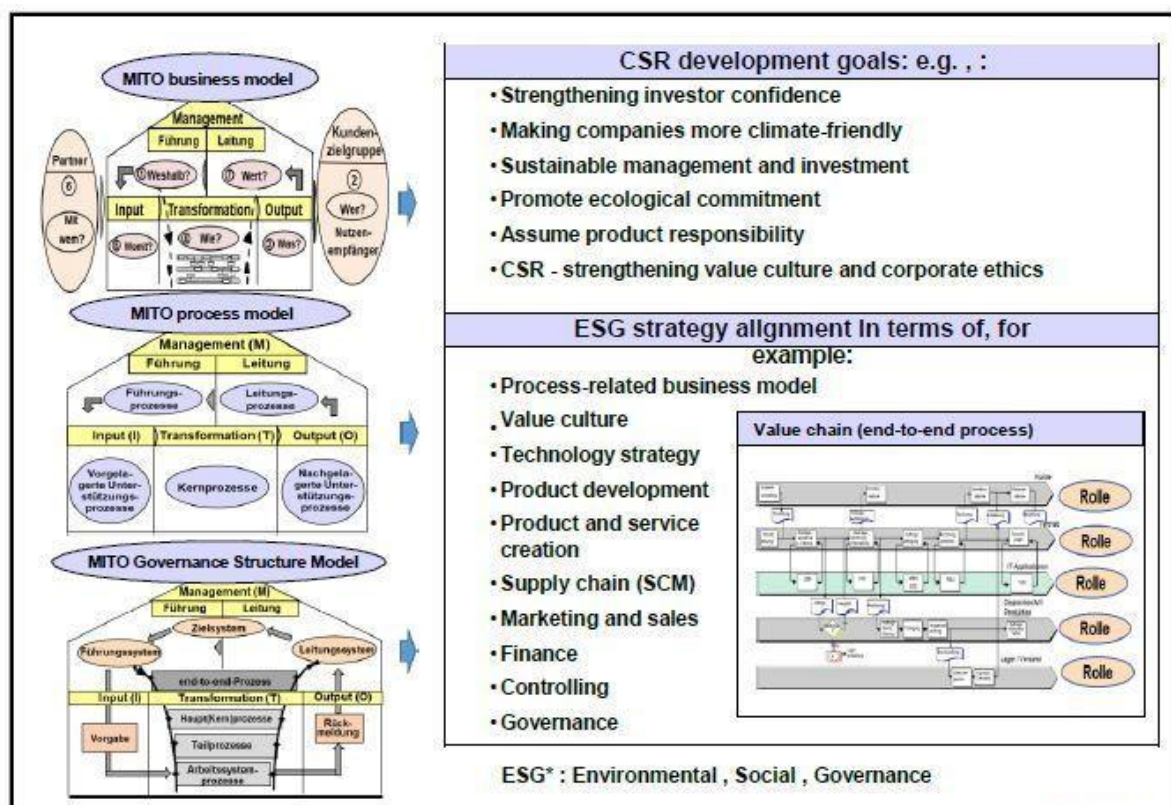 MITO business model
Management
Führung Leitung
Partner
⑥
Mit
wem?
Weshalb?
Wert?
Kunden-
zielgruppe
②
Wer?
Nutzen-
empfänger
Input Transformation Output
Womit?
Wie?
Was?
MITO process model
Management (M)
Führung Leitung
Führungs-
prozesse
Leitungs-
prozesse
Input (I) Transformation (T) Output (O)
Vorgela-
gerte Unter-
stützungs-
prozesse
Kernprozesse
Nachgela-
gerte Unter-
stützungs-
prozesse
MITO Governance Structure Model
Management (M)
Führung Leitung
Zielsystem
Führungssystem
Leitungssystem
end-to-end-Prozess
Input (I) Transformation (T) Output (O)
Haupt(Kern)prozesse
Vorgabe
Rück-
meldung
Teilprozesse
Arbeitssystem-
prozesse
CSR development goals: e.g. , :
• Strengthening investor confidence
• Making companies more climate-friendly
• Sustainable management and investment
• Promote ecological commitment
• Assume product responsibility
• CSR - strengthening value culture and corporate ethics
ESG strategy alignment in terms of, for
example:
• Process-related business model
• Value culture
• Technology strategy
• Product development
• Product and service
creation
• Supply chain (SCM)
• Marketing and sales
• Finance
• Controlling
• Governance
Value chain (end-to-end process)
Rolle
Rolle
Rolle
Rolle
Rolle
ESG* : Environmental , Social , Governance